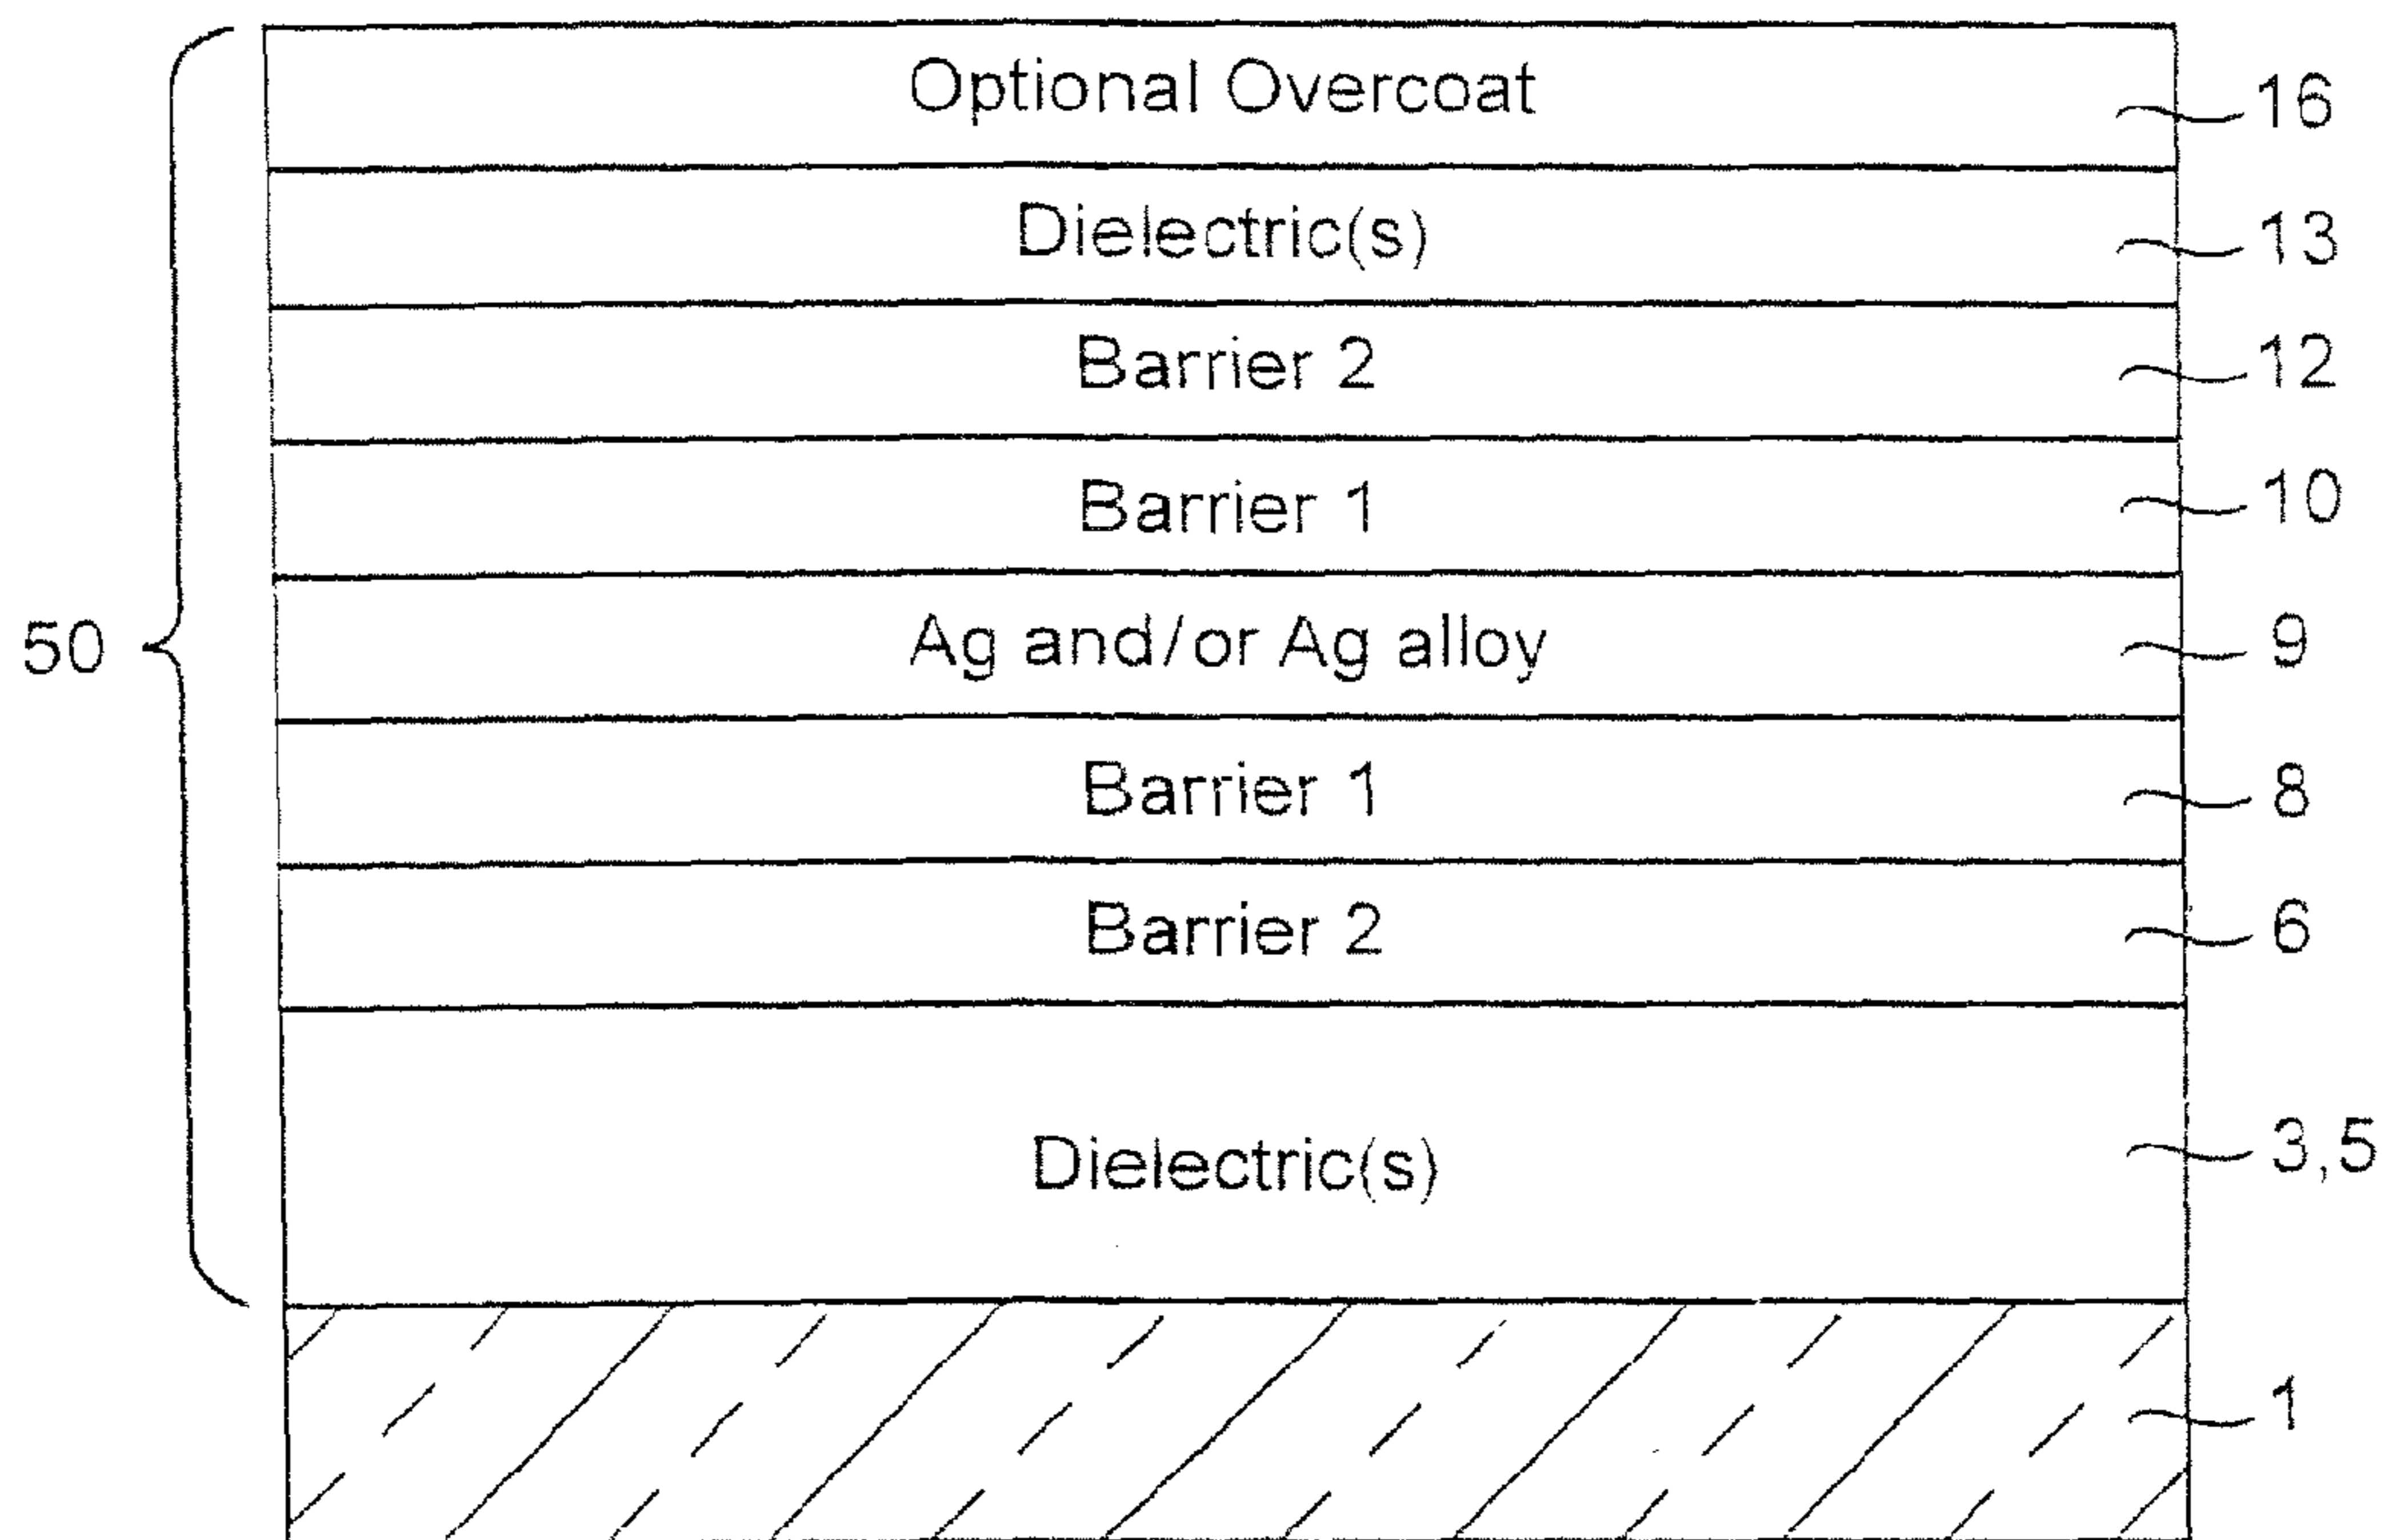 Optional Overcoat 16
Dielectric(s) 13
Barrier 2 12
Barrier 1 10
50 Ag and/or Ag alloy 9
Barrier 1 8
Barrier 2 6
Dielectric(s) 3,5
1